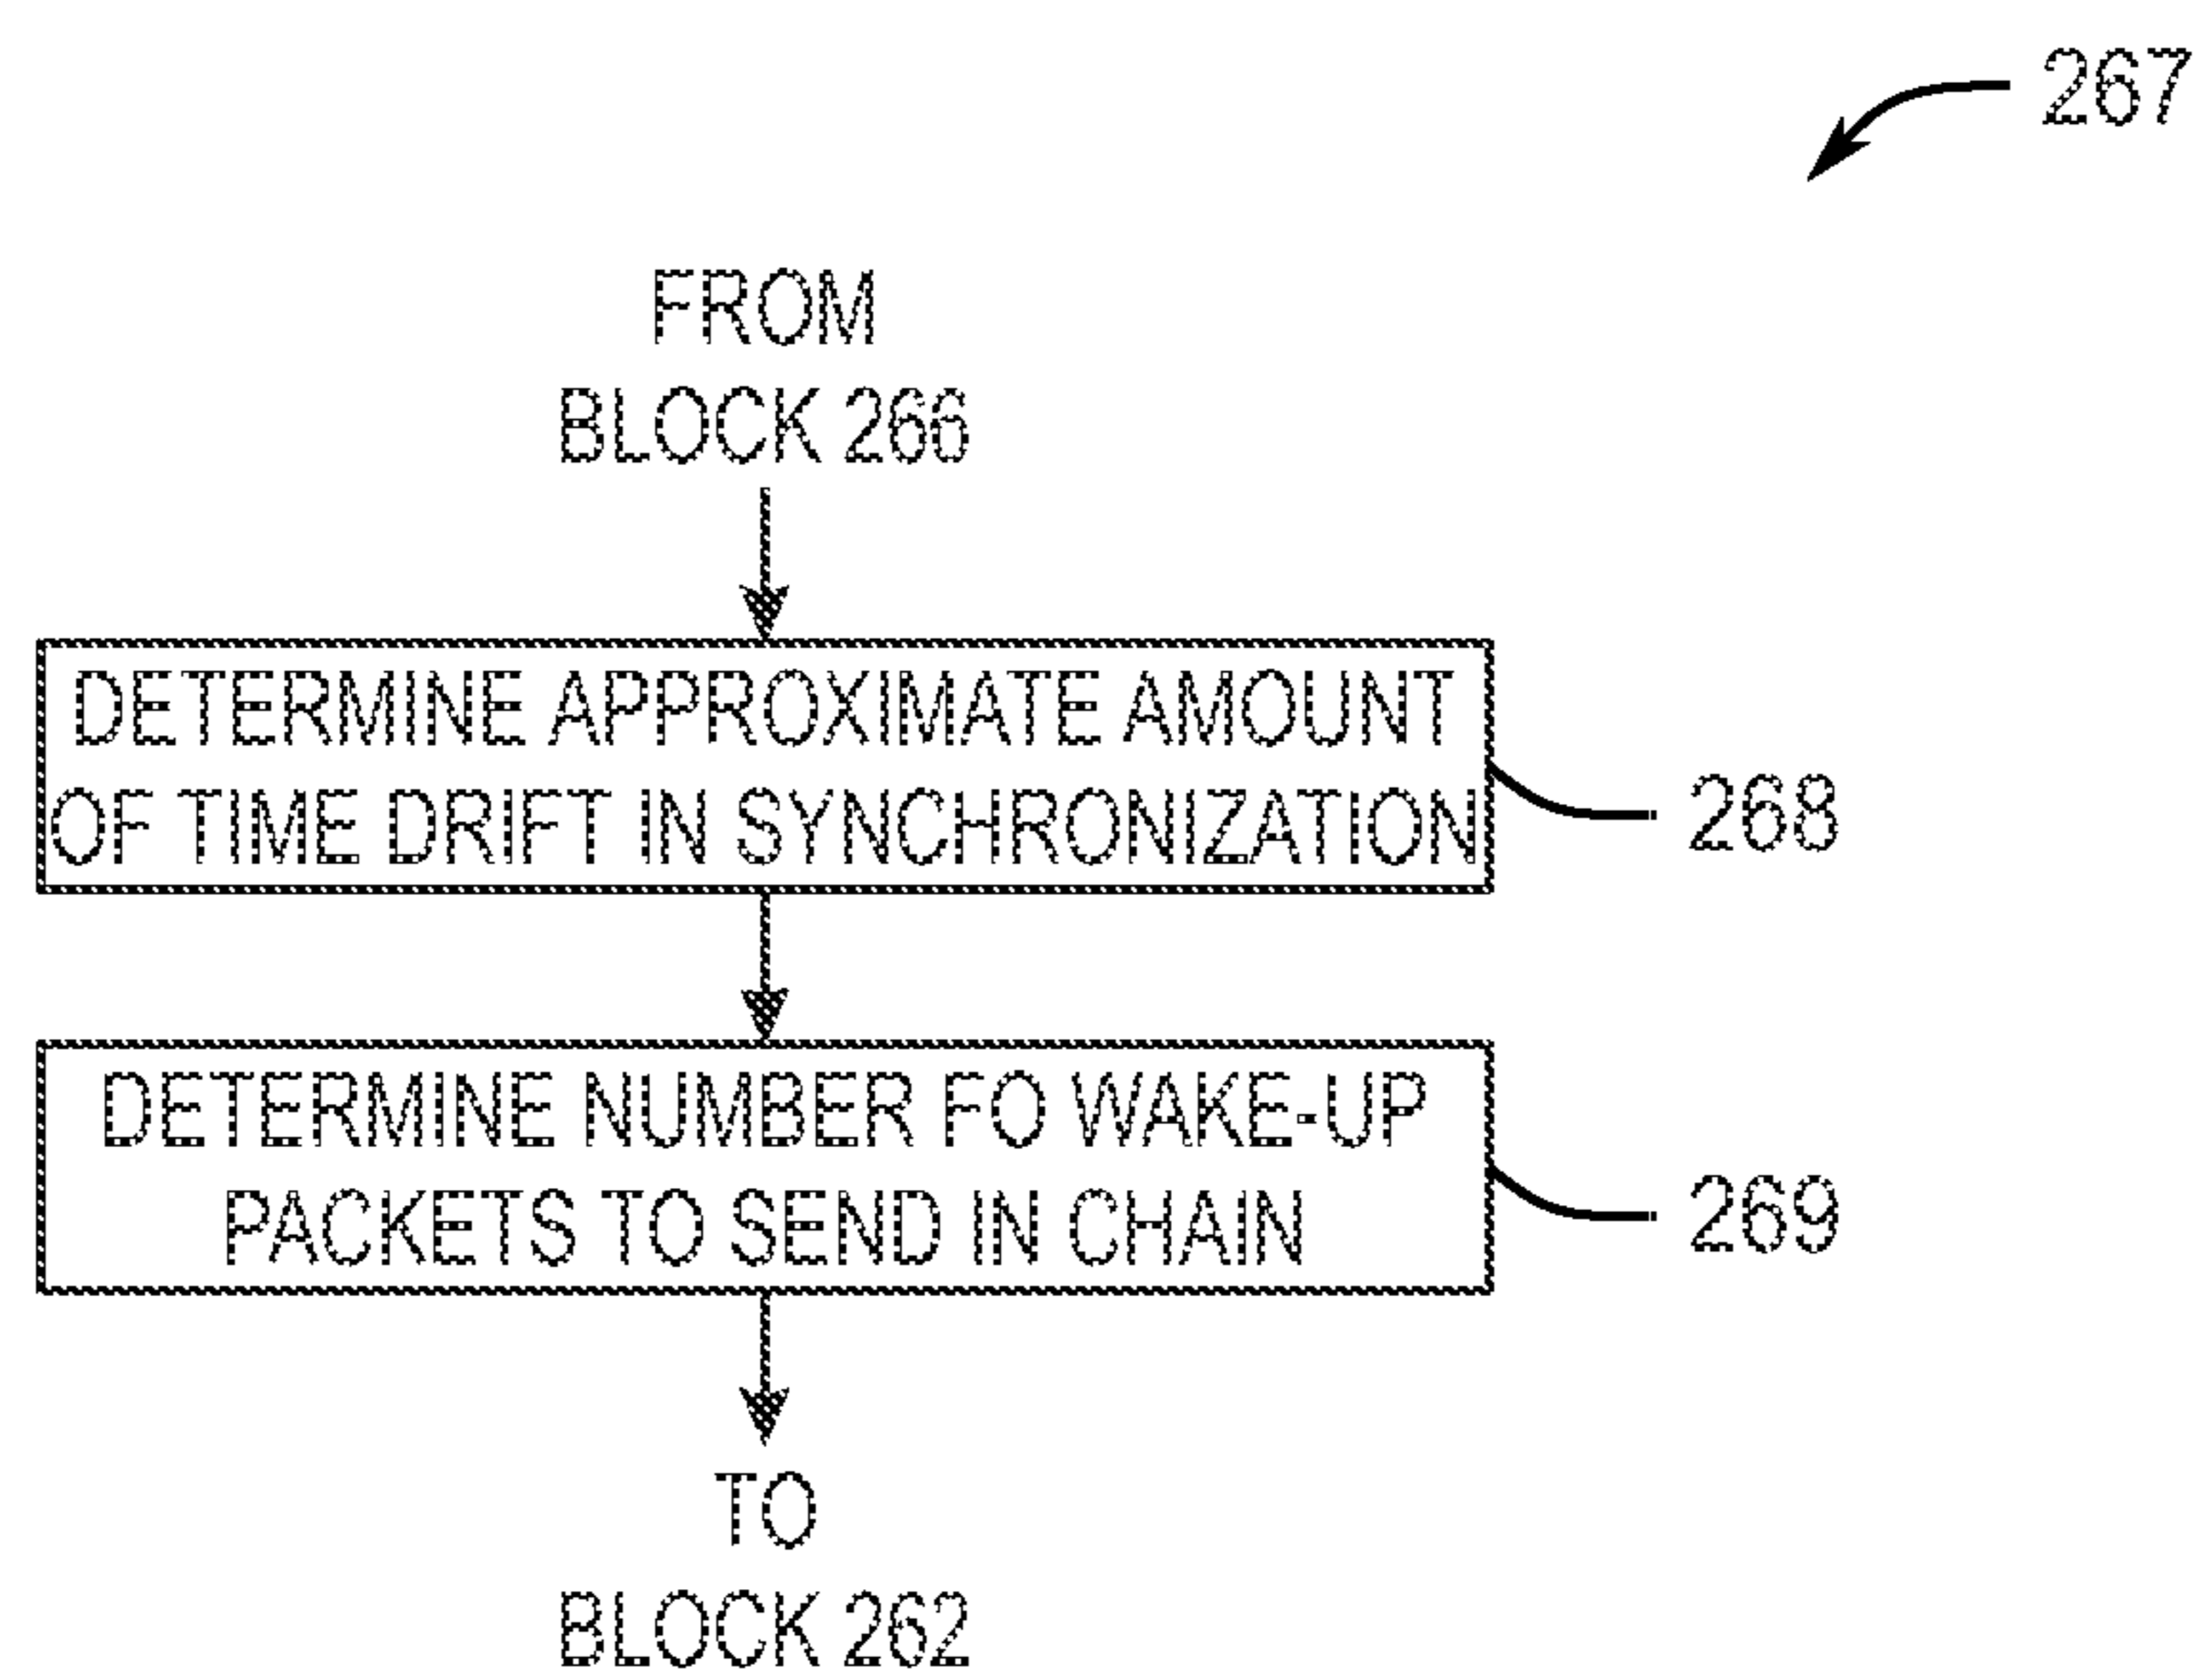 267
FROM
BLOCK 266
DETERMINE APPROXIMATE AMOUNT
OF TIME DRIFT IN SYNCHRONIZATION
268
DETERMINE NUMBER FO WAKE-UP
PACKETS TO SEND IN CHAIN
269
TO
BLOCK 262